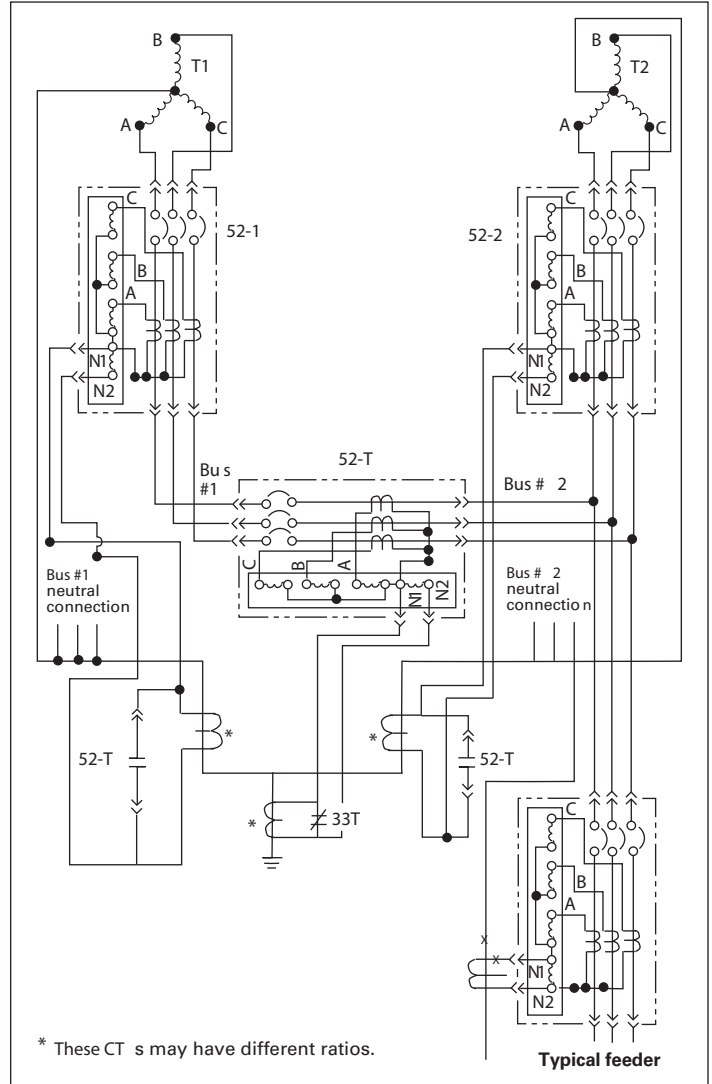 B
T1
A
C
B
T2
A
C
C
52-1
B
A
N1
N2
C
52-2
B
A
N1
N2
52-T
Bu s
#1
Bus # 2
C
B
A
N1
N2
Bus #1
neutral
connection
Bus # 2
neutral
connectio n
*
52-T
*
52-T
*
33T
C
B
A
x
x
N1
N2
* These CT s may have different ratios.
Typical feeder